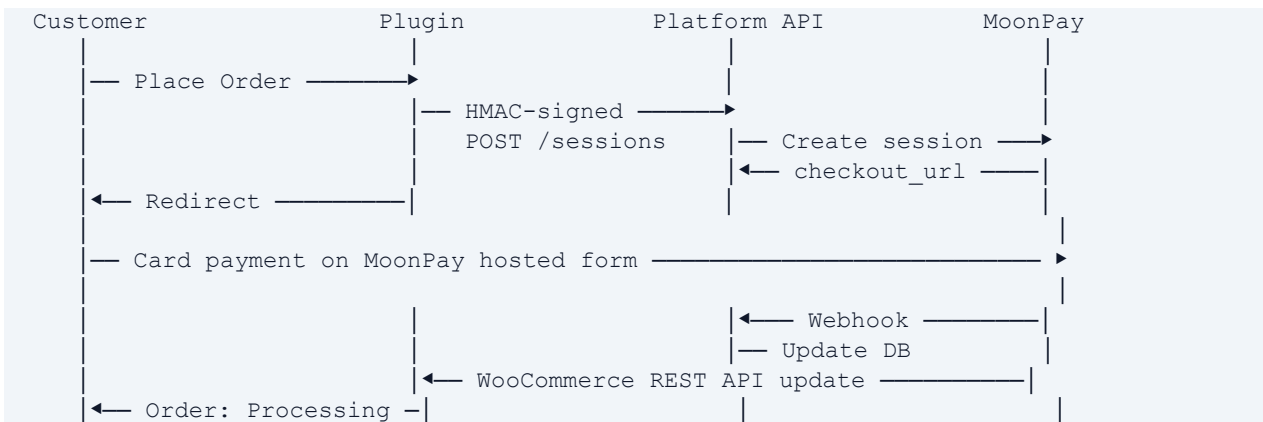 Customer Plugin Platform API MoonPay
Place Order
HMAC-signed
POST /sessions Create session
checkout_url
Redirect
Card payment on MoonPay hosted form
Webhook
Update DB
WooCommerce REST API update
Order: Processing